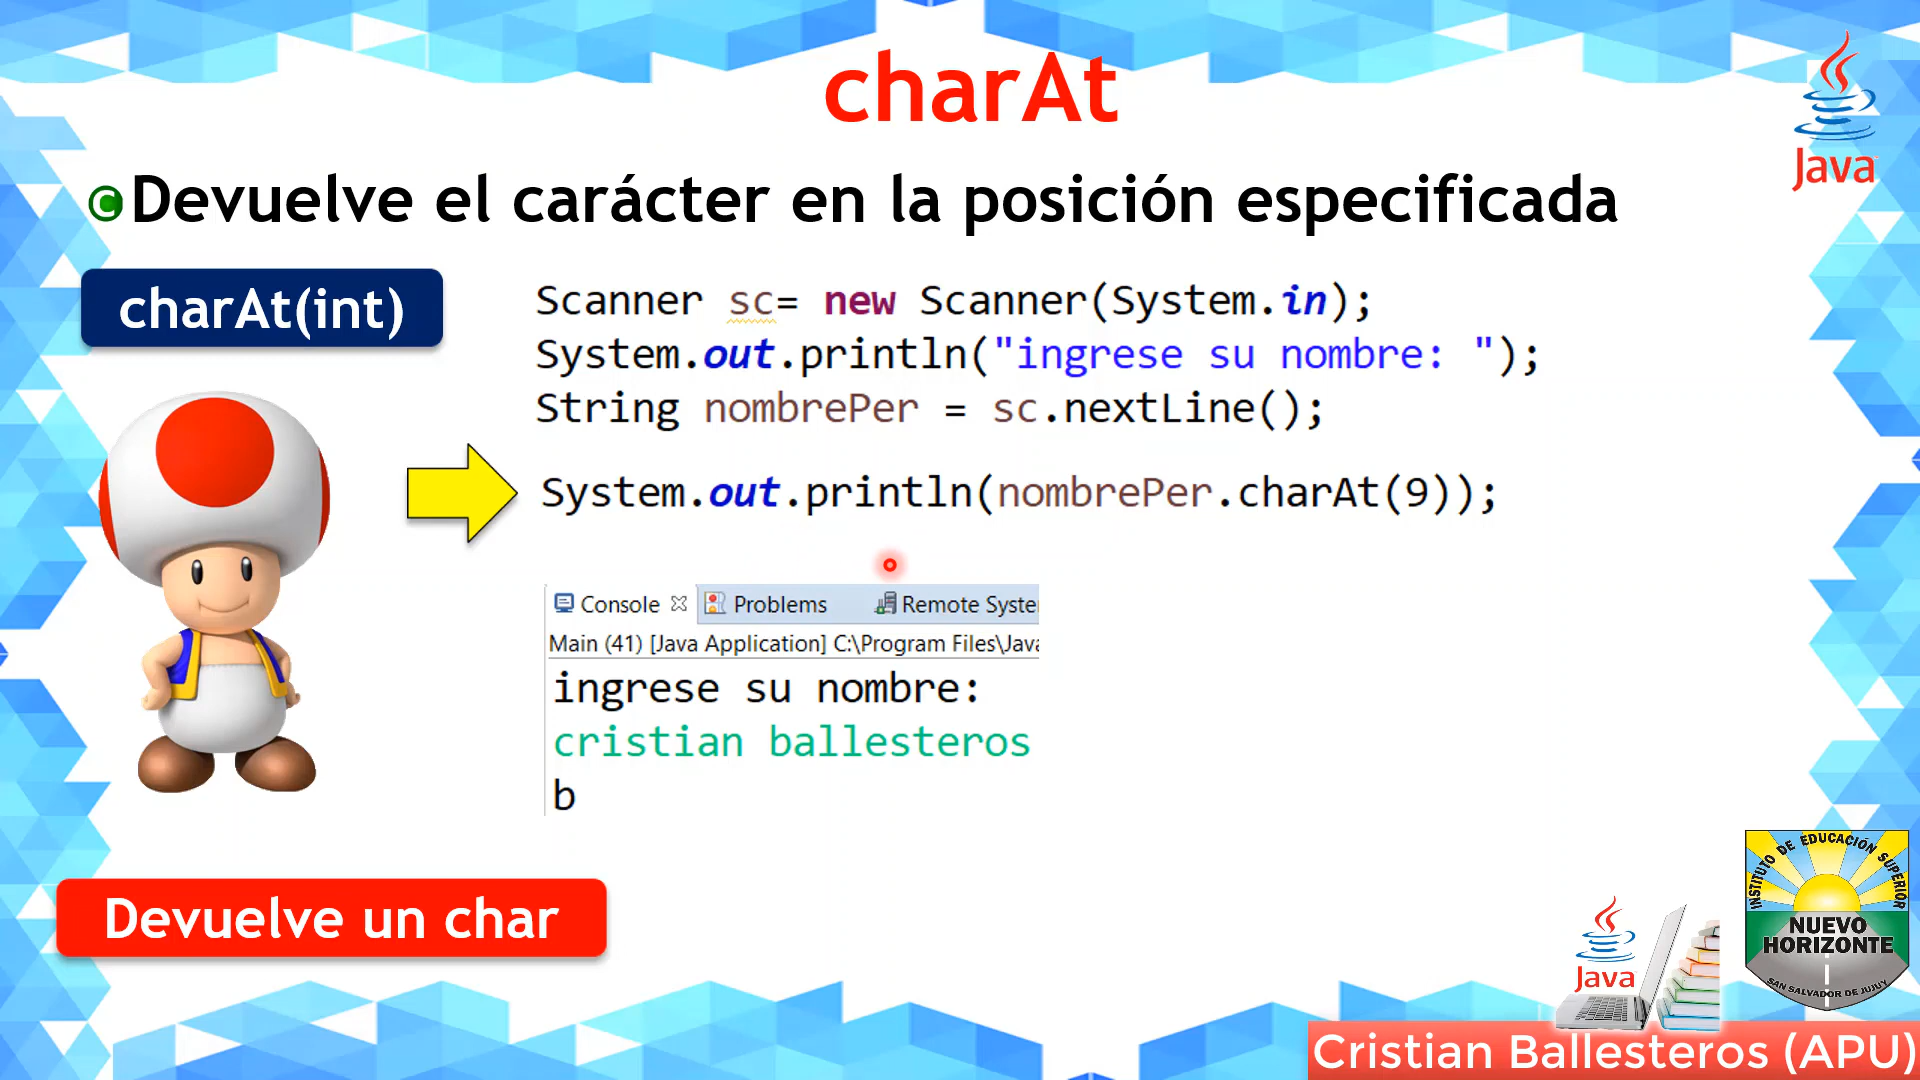 charAt
Java
Devuelve el carácter en la posición especificada
charAt(int)
Scanner sc= new Scanner(System.in);
System.out.println("ingrese su nombre: ");
String nombrePer = sc.nextLine();
System.out.println(nombrePer.charAt(9));
Console Problems Remote Syste
Main (41) [Java Application] C:\Program Files\Java
ingrese su nombre:
cristian ballesteros
b
Devuelve un char
INSTITUTO DE EDUCACIÓN SUPERIOR
NUEVO
HORIZONTE
SAN SALVADOR DE JUJUY
Java
Cristian Ballesteros (APU)